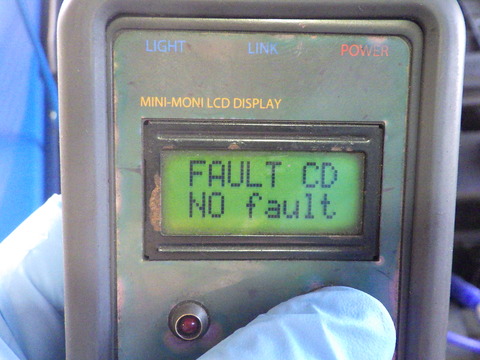 LIGHT LINK POWER
MINI-MONI LCD DISPLAY
FAULT CD
NO fault